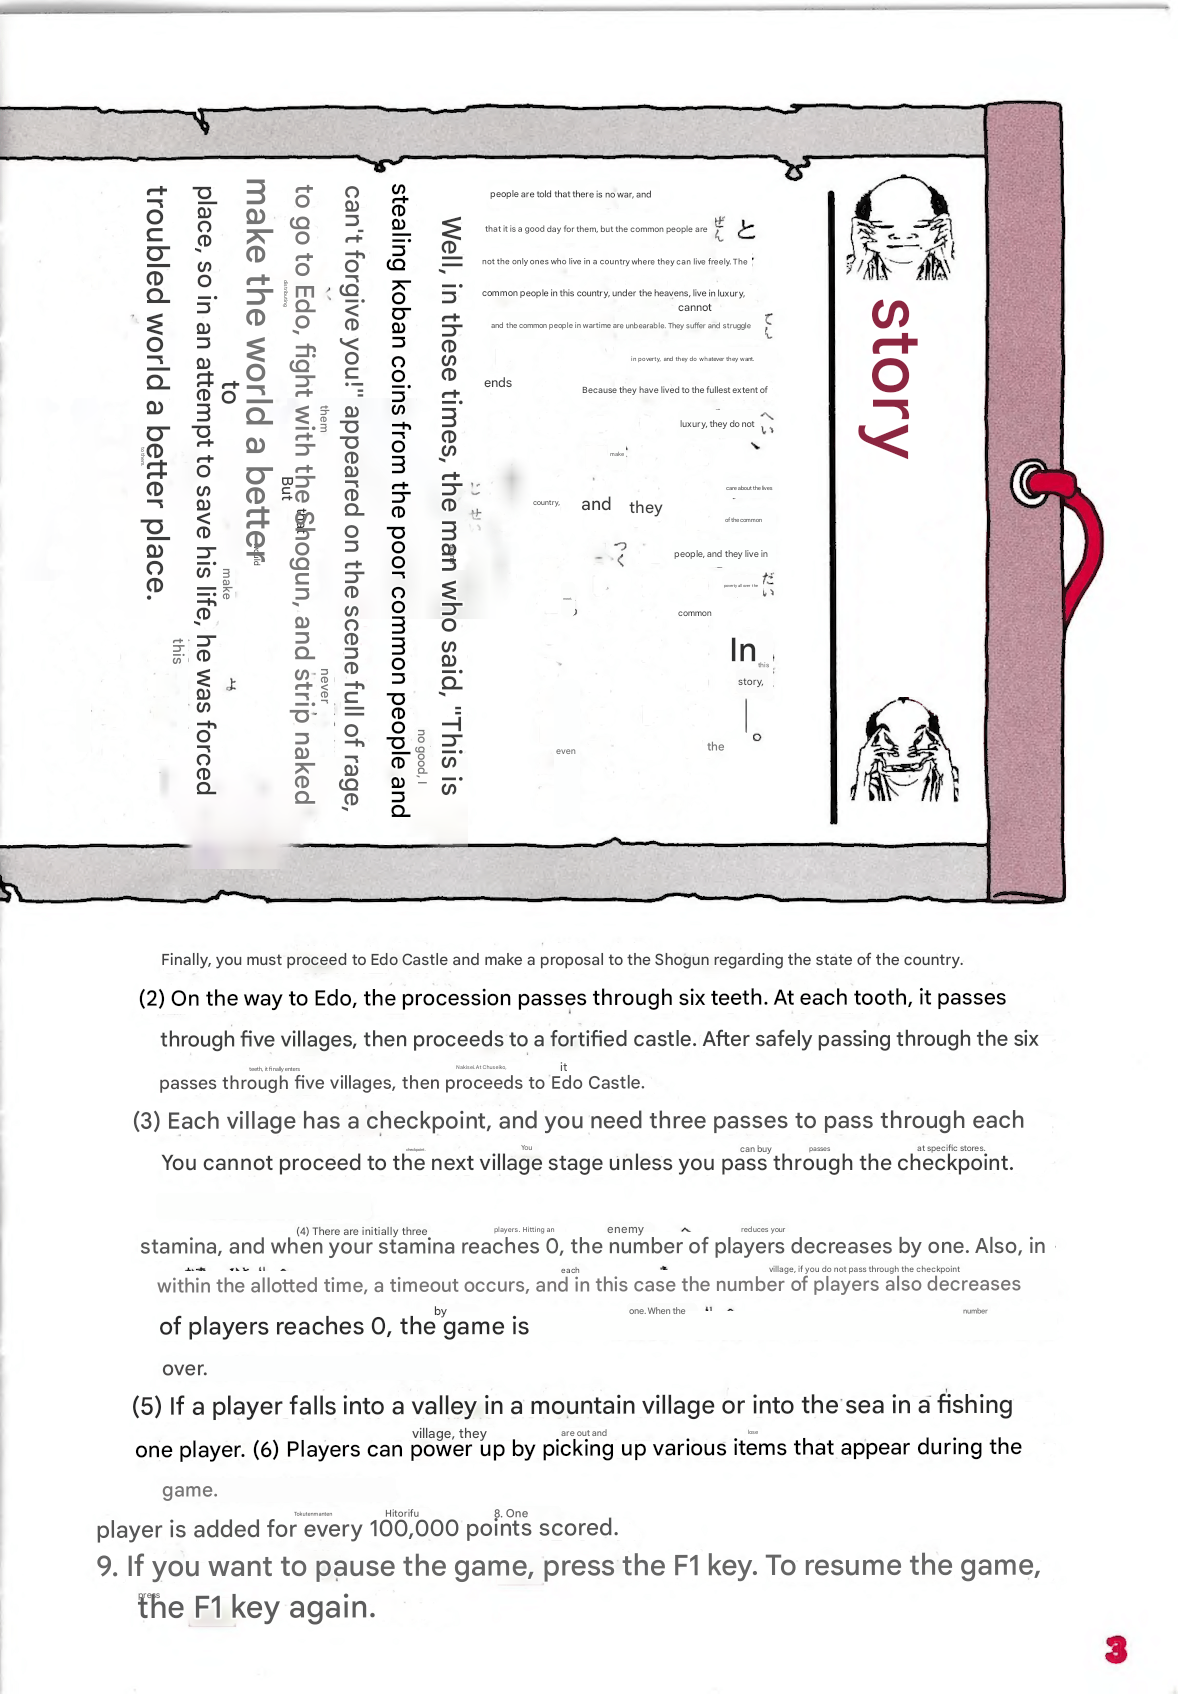 story
people are told that there is no war, and
that it is a good day for them, but the common people are
ぜん
と
not the only ones who live in a country where they can live freely. The
common people in this country, under the heavens, live in luxury,
cannot
and the common people in wartime are unbearable. They suffer and struggle
in poverty, and they do whatever they want.
ends
Because they have lived to the fullest extent of
luxury, they do not
へい
make
care about the lives
country,
and
they
of the common
つく
people, and they live in
poverty all over the
だい
common
In
this
story,
the
even
Well, in these times, the man who said, "This is
no good, I
stealing koban coins from the poor common people and
can't forgive you!" appeared on the scene full of rage,
them
never
to go to Edo, fight with the Shogun, and strip naked
distributing
But
that
make the world a better
to
make
place, so in an attempt to save his life, he was forced
this
troubled world a better place.
Finally, you must proceed to Edo Castle and make a proposal to the Shogun regarding the state of the country.
(2) On the way to Edo, the procession passes through six teeth. At each tooth, it passes
through five villages, then proceeds to a fortified castle. After safely passing through the six
teeth, it finally enters
Nakisei. At Chuseiko,
it
passes through five villages, then proceeds to Edo Castle.
(3) Each village has a checkpoint, and you need three passes to pass through each
checkpoint.
You
can buy
passes
at specific stores.
You cannot proceed to the next village stage unless you pass through the checkpoint.
(4) There are initially three
players. Hitting an
enemy
reduces your
stamina, and when your stamina reaches 0, the number of players decreases by one. Also, in
each
village, if you do not pass through the checkpoint
within the allotted time, a timeout occurs, and in this case the number of players also decreases
by
one. When the
number
of players reaches 0, the game is
over.
(5) If a player falls into a valley in a mountain village or into the sea in a fishing
village, they
are out and
lose
one player. (6) Players can power up by picking up various items that appear during the
game.
Tokutenmanten
Hitorifu
8. One
player is added for every 100,000 points scored.
9. If you want to pause the game, press the F1 key. To resume the game,
press
the F1 key again.
3